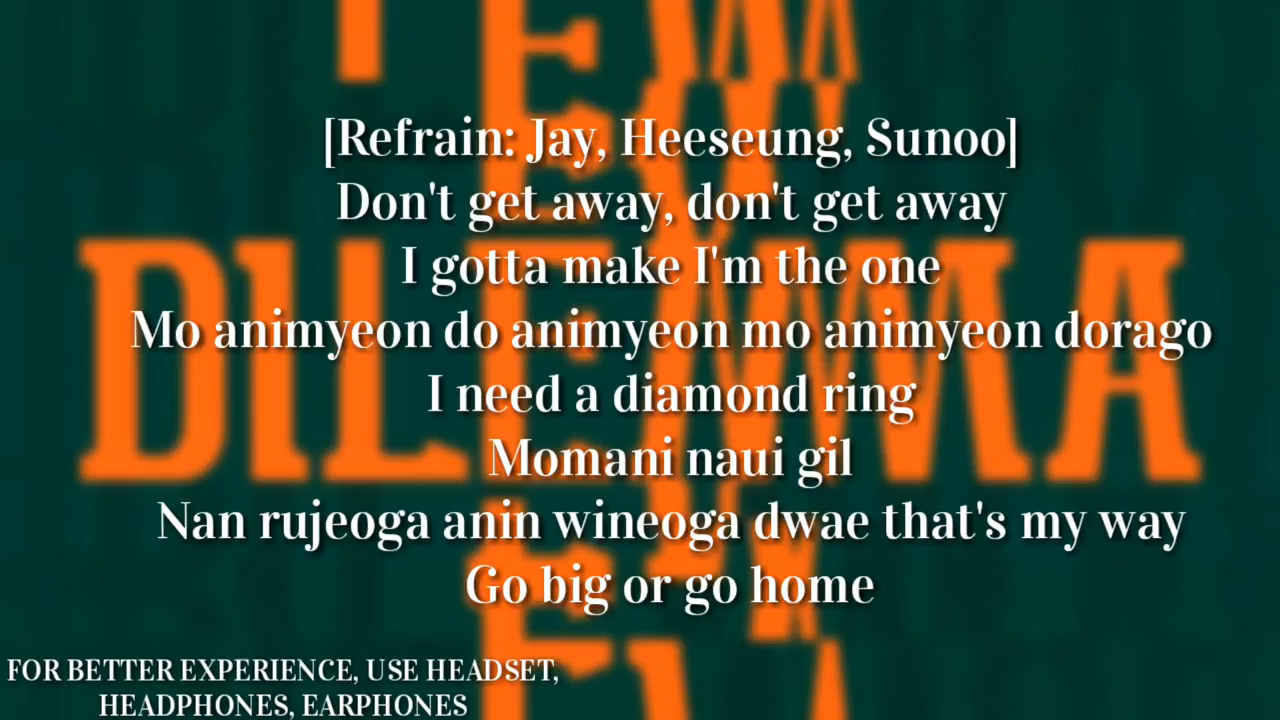 [Refrain: Jay, Heeseung, Sunoo]
Don't get away, don't get away
I gotta make I'm the one
Mo animyeon do animyeon mo animyeon dorago
I need a diamond ring
Momani naui gil
Nan rujeoga anin wineoga dwae that's my way
Go big or go home
DILEMMA
FOR BETTER EXPERIENCE, USE HEADSET,
HEADPHONES, EARPHONES